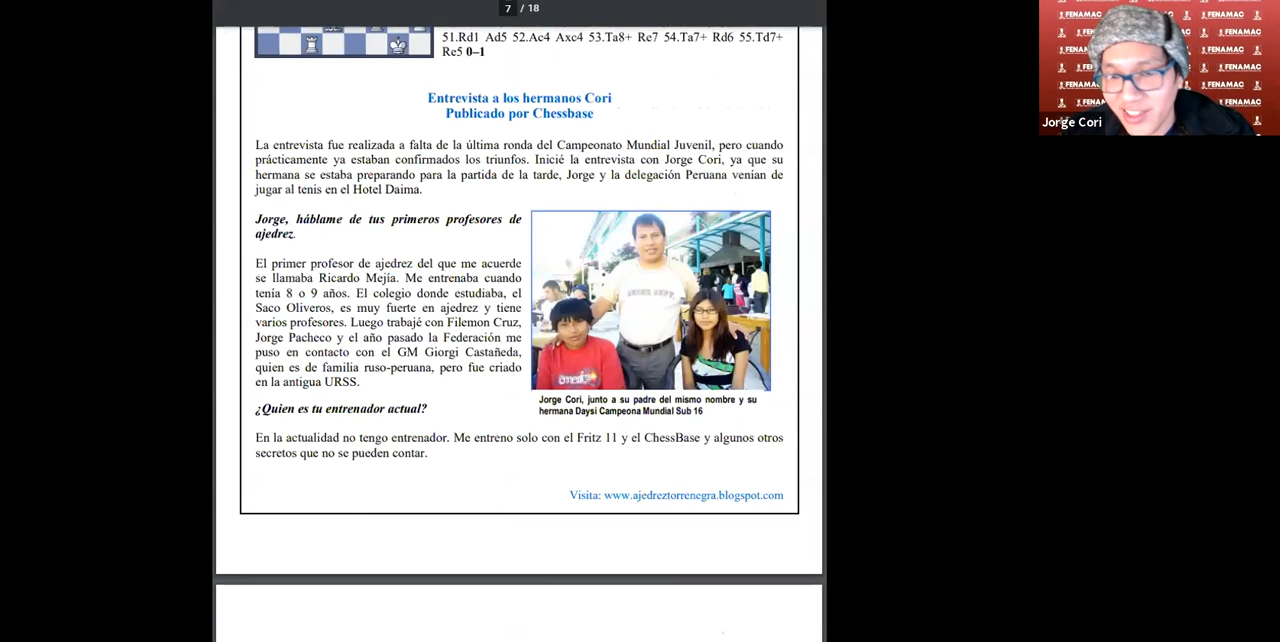 7 / 18
51.Rd1 Ad5 52.Ac4 Axc4 53.Ta8+ Re7 54.Ta7+ Rd6 55.Td7+
Re5 0–1
Entrevista a los hermanos Cori
Publicado por Chessbase
La entrevista fue realizada a falta de la última ronda del Campeonato Mundial Juvenil, pero cuando
prácticamente ya estaban confirmados los triunfos. Inicié la entrevista con Jorge Cori, ya que su
hermana se estaba preparando para la partida de la tarde, Jorge y la delegación Peruana venían de
jugar al tenis en el Hotel Daima.
Jorge, háblame de tus primeros profesores de
ajedrez.
El primer profesor de ajedrez del que me acuerde
se llamaba Ricardo Mejía. Me entrenaba cuando
tenía 8 o 9 años. El colegio donde estudiaba, el
Saco Oliveros, es muy fuerte en ajedrez y tiene
varios profesores. Luego trabajé con Filemon Cruz,
Jorge Pacheco y el año pasado la Federación me
puso en contacto con el GM Giorgi Castañeda,
quien es de familia ruso-peruana, pero fue criado
en la antigua URSS.
Jorge Cori, junto a su padre del mismo nombre y su
hermana Daysi Campeona Mundial Sub 16
¿Quien es tu entrenador actual?
En la actualidad no tengo entrenador. Me entreno solo con el Fritz 11 y el ChessBase y algunos otros
secretos que no se pueden contar.
Visita: www.ajedreztorrenegra.blogspot.com
FENAMAC FENAMAC FENAMAC
FENAMAC
FENAMAC
FENAMAC
FENAMAC
Jorge Cori